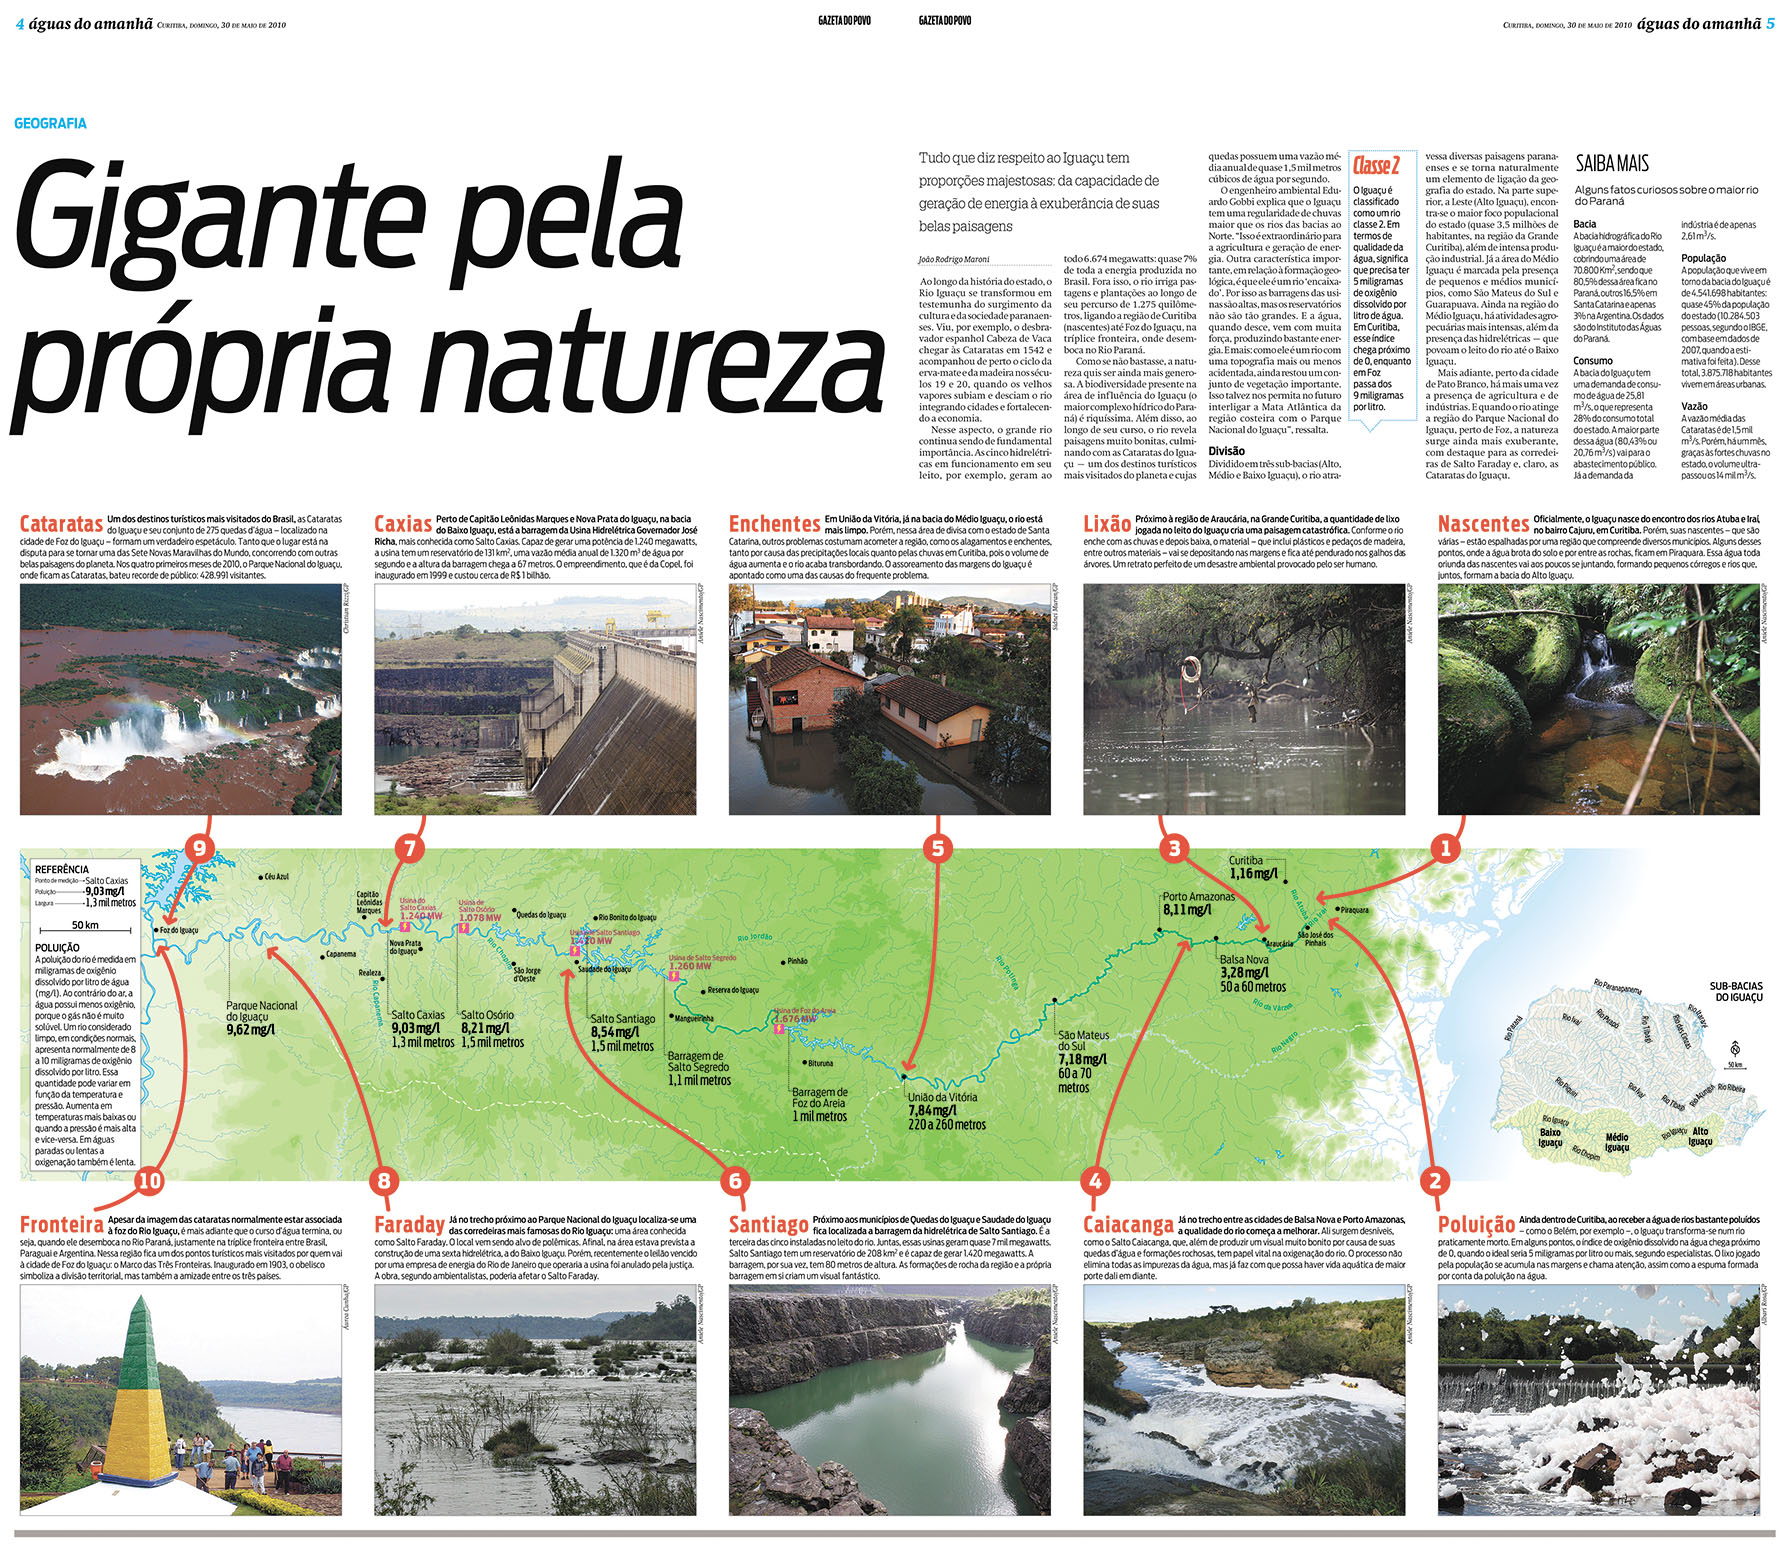 4 águas do amanhã CURITIBA, DOMINGO, 30 DE MAIO DE 2010
GAZETA DO POVO
GAZETA DO POVO
CURITIBA, DOMINGO, 30 DE MAIO DE 2010 águas do amanhã 5
GEOGRAFIA
Gigante pela
própria natureza
Tudo que diz respeito ao Iguaçu tem
proporções majestosas: da capacidade de
geração de energia à exuberância de suas
belas paisagens
João Rodrigo Maroni
Ao longo da história do estado, o
Rio Iguaçu se transformou em
testemunha do surgimento da
cultura e da sociedade paranaen-
ses. Viu, por exemplo, o desbra-
vador espanhol Cabeza de Vaca
chegar às Cataratas em 1542 e
acompanhou de perto o ciclo da
erva-mate e da madeira nos sécu-
los 19 e 20, quando os velhos
vapores subiam e desciam o rio
integrando cidades e fortalecen-
do a economia.
Nesse aspecto, o grande rio
continua sendo de fundamental
importância. As cinco hidrelétri-
cas em funcionamento em seu
leito, por exemplo, geram ao
todo 6.674 megawatts: quase 7%
de toda a energia produzida no
Brasil. Fora isso, o rio irriga pas-
tagens e plantações ao longo de
seu percurso de 1.275 quilôme-
tros, ligando a região de Curitiba
(nascentes) até Foz do Iguaçu, na
tríplice fronteira, onde desem-
boca no Rio Paraná.
Como se não bastasse, a natu-
reza quis ser ainda mais genero-
sa. A biodiversidade presente na
área de influência do Iguaçu (o
maior complexo hídrico do Para-
ná) é riquíssima. Além disso, ao
longo de seu curso, o rio revela
paisagens muito bonitas, culmi-
nando com as Cataratas do Igua-
çu — um dos destinos turísticos
mais visitados do planeta e cujas
quedas possuem uma vazão mé-
dia anual de quase 1,5 mil metros
cúbicos de água por segundo.
O engenheiro ambiental Edu-
ardo Gobbi explica que o Iguaçu
tem uma regularidade de chuvas
maior que os rios das bacias ao
Norte. "Isso é extraordinário para
a agricultura e geração de ener-
gia. Outra característica impor-
tante, em relação à formação geo-
lógica, é que ele é um rio 'encaixa-
do'. Por isso as barragens das usi-
nas são altas, mas os reservatórios
não são tão grandes. E a água,
quando desce, vem com muita
força, produzindo bastante ener-
gia. E mais: como ele é um rio com
uma topografia mais ou menos
acidentada, ainda restou um con-
junto de vegetação importante.
Isso talvez nos permita no futuro
interligar a Mata Atlântica da
região costeira com o Parque
Nacional do Iguaçu", ressalta.
Divisão
Dividido em três sub-bacias (Alto,
Médio e Baixo Iguaçu), o rio atra-
Classe 2
O Iguaçu é
classificado
como um rio
classe 2. Em
termos de
qualidade da
água, significa
que precisa ter
5 miligramas
de oxigênio
dissolvido por
litro de água.
Em Curitiba,
esse índice
chega próximo
de 0, enquanto
em Foz
passa dos
9 miligramas
por litro.
vessa diversas paisagens parana-
enses e se torna naturalmente
um elemento de ligação da geo-
grafia do estado. Na parte supe-
rior, a Leste (Alto Iguaçu), encon-
tra-se o maior foco populacional
do estado (quase 3,5 milhões de
habitantes, na região da Grande
Curitiba), além de intensa produ-
ção industrial. Já a área do Médio
Iguaçu é marcada pela presença
de pequenos e médios municí-
pios, como São Mateus do Sul e
Guarapuava. Ainda na região do
Médio Iguaçu, há atividades agro-
pecuárias mais intensas, além da
presença das hidrelétricas — que
povoam o leito do rio até o Baixo
Iguaçu.
Mais adiante, perto da cidade
de Pato Branco, há mais uma vez
a presença de agricultura e de
indústrias. E quando o rio atinge
a região do Parque Nacional do
Iguaçu, perto de Foz, a natureza
surge ainda mais exuberante,
com destaque para as corredei-
ras de Salto Faraday e, claro, as
Cataratas do Iguaçu.
SAIBA MAIS
Alguns fatos curiosos sobre o maior rio
do Paraná
Bacia
A bacia hidrográfica do Rio
Iguaçu é a maior do estado,
cobrindo uma área de
70.800 Km², sendo que
80,5% dessa área fica no
Paraná, outros 16,5% em
Santa Catarina e apenas
3% na Argentina. Os dados
são do Instituto das Águas
do Paraná.
Consumo
A bacia do Iguaçu tem
uma demanda de consu-
mo de água de 25,81
m³/s, o que representa
28% do consumo total
do estado. A maior parte
dessa água (80,43% ou
20,76 m³/s) vai para o
abastecimento público.
Já a demanda da
indústria é de apenas
2,61 m³/s.
População
A população que vive em
torno da bacia do Iguaçu é
de 4.541.698 habitantes:
quase 45% da população
do estado (10.284.503
pessoas, segundo o IBGE,
com base em dados de
2007, quando a esti-
mativa foi feita). Desse
total, 3.875.718 habitantes
vivem em áreas urbanas.
Vazão
A vazão média das
Cataratas é de 1,5 mil
m³/s. Porém, há um mês,
graças às fortes chuvas no
estado, o volume ultra-
passou os 14 mil m³/s.
Cataratas Um dos destinos turísticos mais visitados do Brasil, as Cataratas
do Iguaçu e seu conjunto de 275 quedas d'água – localizado na
cidade de Foz do Iguaçu – formam um verdadeiro espetáculo. Tanto que o lugar está na
disputa para se tornar uma das Sete Novas Maravilhas do Mundo, concorrendo com outras
belas paisagens do planeta. Nos quatro primeiros meses de 2010, o Parque Nacional do Iguaçu,
onde ficam as Cataratas, bateu recorde de público: 428.991 visitantes.
Christian Rizzi/GP
Caxias Perto de Capitão Leônidas Marques e Nova Prata do Iguaçu, na bacia
do Baixo Iguaçu, está a barragem da Usina Hidrelétrica Governador José
Richa, mais conhecida como Salto Caxias. Capaz de gerar uma potência de 1.240 megawatts,
a usina tem um reservatório de 131 km², uma vazão média anual de 1.320 m³ de água por
segundo e a altura da barragem chega a 67 metros. O empreendimento, que é da Copel, foi
inaugurado em 1999 e custou cerca de R$ 1 bilhão.
Aniele Nascimento/GP
Enchentes Em União da Vitória, já na bacia do Médio Iguaçu, o rio está
mais limpo. Porém, nessa área de divisa com o estado de Santa
Catarina, outros problemas costumam acometer a região, como os alagamentos e enchentes,
tanto por causa das precipitações locais quanto pelas chuvas em Curitiba, pois o volume de
água aumenta e o rio acaba transbordando. O assoreamento das margens do Iguaçu é
apontado como uma das causas do frequente problema.
Lixão Próximo à região de Araucária, na Grande Curitiba, a quantidade de lixo
jogada no leito do Iguaçu cria uma paisagem catastrófica. Conforme o rio
enche com as chuvas e depois baixa, o material – que inclui plásticos e pedaços de madeira,
entre outros materiais – vai se depositando nas margens e fica até pendurado nos galhos das
árvores. Um retrato perfeito de um desastre ambiental provocado pelo ser humano.
Aniele Nascimento/GP
Nascentes Oficialmente, o Iguaçu nasce do encontro dos rios Atuba e Iraí,
no bairro Cajuru, em Curitiba. Porém, suas nascentes – que são
várias – estão espalhadas por uma região que compreende diversos municípios. Alguns desses
pontos, onde a água brota do solo e por entre as rochas, ficam em Piraquara. Essa água toda
oriunda das nascentes vai aos poucos se juntando, formando pequenos córregos e rios que,
juntos, formam a bacia do Alto Iguaçu.
Aniele Nascimento/GP
9
7
5
3
1
REFERÊNCIA
Ponto de medição Salto Caxias
Poluição 9,03 mg/l
Largura 1,3 mil metros
50 km
POLUIÇÃO
A poluição do rio é medida em
miligramas de oxigênio
dissolvido por litro de água
(mg/l). Ao contrário do ar, a
água possui menos oxigênio,
porque o gás não é muito
solúvel. Um rio considerado
limpo, em condições normais,
apresenta normalmente de 8
a 10 miligramas de oxigênio
dissolvido por litro. Essa
quantidade pode variar em
função da temperatura e
pressão. Aumenta em
temperaturas mais baixas ou
quando a pressão é mais alta
e vice-versa. Em águas
paradas ou lentas a
oxigenação também é lenta.
Foz do Iguaçu
Céu Azul
Parque Nacional
do Iguaçu
9,62 mg/l
Capanema
Capitão
Leônidas
Marques
Realeza
Rio Capanema
Nova Prata
do Iguaçu
Usina do
Salto Caxias
1.240 MW
Salto Caxias
9,03 mg/l
1,3 mil metros
Usina de
Salto Osório
1.078 MW
Salto Osório
8,21 mg/l
1,5 mil metros
Rio Chopim
São Jorge
d'Oeste
Quedas do Iguaçu
Rio Bonito do Iguaçu
Usina de Salto Santiago
1.420 MW
Saudade do Iguaçu
Salto Santiago
8,54 mg/l
1,5 mil metros
Usina de Salto Segredo
1.260 MW
Reserva do Iguaçu
Mangueirinha
Barragem de
Salto Segredo
1,1 mil metros
Rio Jordão
Pinhão
Usina de Foz do Areia
1.676 MW
Bituruna
Barragem de
Foz do Areia
1 mil metros
União da Vitória
7,84 mg/l
220 a 260 metros
Rio Potinga
São Mateus
do Sul
7,18 mg/l
60 a 70
metros
Porto Amazonas
8,11 mg/l
Balsa Nova
3,28 mg/l
50 a 60 metros
Rio da Várzea
Rio Negro
Curitiba
1,16 mg/l
Rio Atuba
Rio Iraí
Piraquara
Araucária
São José dos
Pinhais
SUB-BACIAS
DO IGUAÇU
Rio Paranapanema
Rio Paraná
Rio Ivaí
Rio Pirapó
Rio Tibagi
Rio das Cinzas
Rio Itararé
N
50 km
Rio Piquiri
Rio Ivaí
Rio Tibagi
Rio Ribeira
Rio Iguaçu
Rio Iguaçu
Rio Chopim
Baixo
Iguaçu
Médio
Iguaçu
Alto
Iguaçu
10
8
6
4
2
Fronteira Apesar da imagem das cataratas normalmente estar associada
à foz do Rio Iguaçu, é mais adiante que o curso d'água termina, ou
seja, quando ele desemboca no Rio Paraná, justamente na tríplice fronteira entre Brasil,
Paraguai e Argentina. Nessa região fica um dos pontos turísticos mais visitados por quem vai
à cidade de Foz do Iguaçu: o Marco das Três Fronteiras. Inaugurado em 1903, o obelisco
simboliza a divisão territorial, mas também a amizade entre os três países.
Faraday Já no trecho próximo ao Parque Nacional do Iguaçu localiza-se uma
das corredeiras mais famosas do Rio Iguaçu: uma área conhecida
como Salto Faraday. O local vem sendo alvo de polêmicas. Afinal, na área estava prevista a
construção de uma sexta hidrelétrica, a do Baixo Iguaçu. Porém, recentemente o leilão vencido
por uma empresa de energia do Rio de Janeiro que operaria a usina foi anulado pela justiça.
A obra, segundo ambientalistas, poderia afetar o Salto Faraday.
Aniele Nascimento/GP
Santiago Próximo aos municípios de Quedas do Iguaçu e Saudade do Iguaçu
fica localizada a barragem da hidrelétrica de Salto Santiago. É a
terceira das cinco instaladas no leito do rio. Juntas, essas usinas geram quase 7 mil megawatts.
Salto Santiago tem um reservatório de 208 km² e é capaz de gerar 1.420 megawatts. A
barragem, por sua vez, tem 80 metros de altura. As formações de rocha da região e a própria
barragem em si criam um visual fantástico.
Aniele Nascimento/GP
Caiacanga Já no trecho entre as cidades de Balsa Nova e Porto Amazonas,
a qualidade do rio começa a melhorar. Ali surgem desníveis,
como o Salto Caiacanga, que, além de produzir um visual muito bonito por causa de suas
quedas d'água e formações rochosas, tem papel vital na oxigenação do rio. O processo não
elimina todas as impurezas da água, mas já faz com que possa haver vida aquática de maior
porte dali em diante.
Aniele Nascimento/GP
Poluição Ainda dentro de Curitiba, ao receber a água de rios bastante poluídos
– como o Belém, por exemplo –, o Iguaçu transforma-se num rio
praticamente morto. Em alguns pontos, o índice de oxigênio dissolvido na água chega próximo
de 0, quando o ideal seria 5 miligramas por litro ou mais, segundo especialistas. O lixo jogado
pela população se acumula nas margens e chama atenção, assim como a espuma formada
por conta da poluição na água.